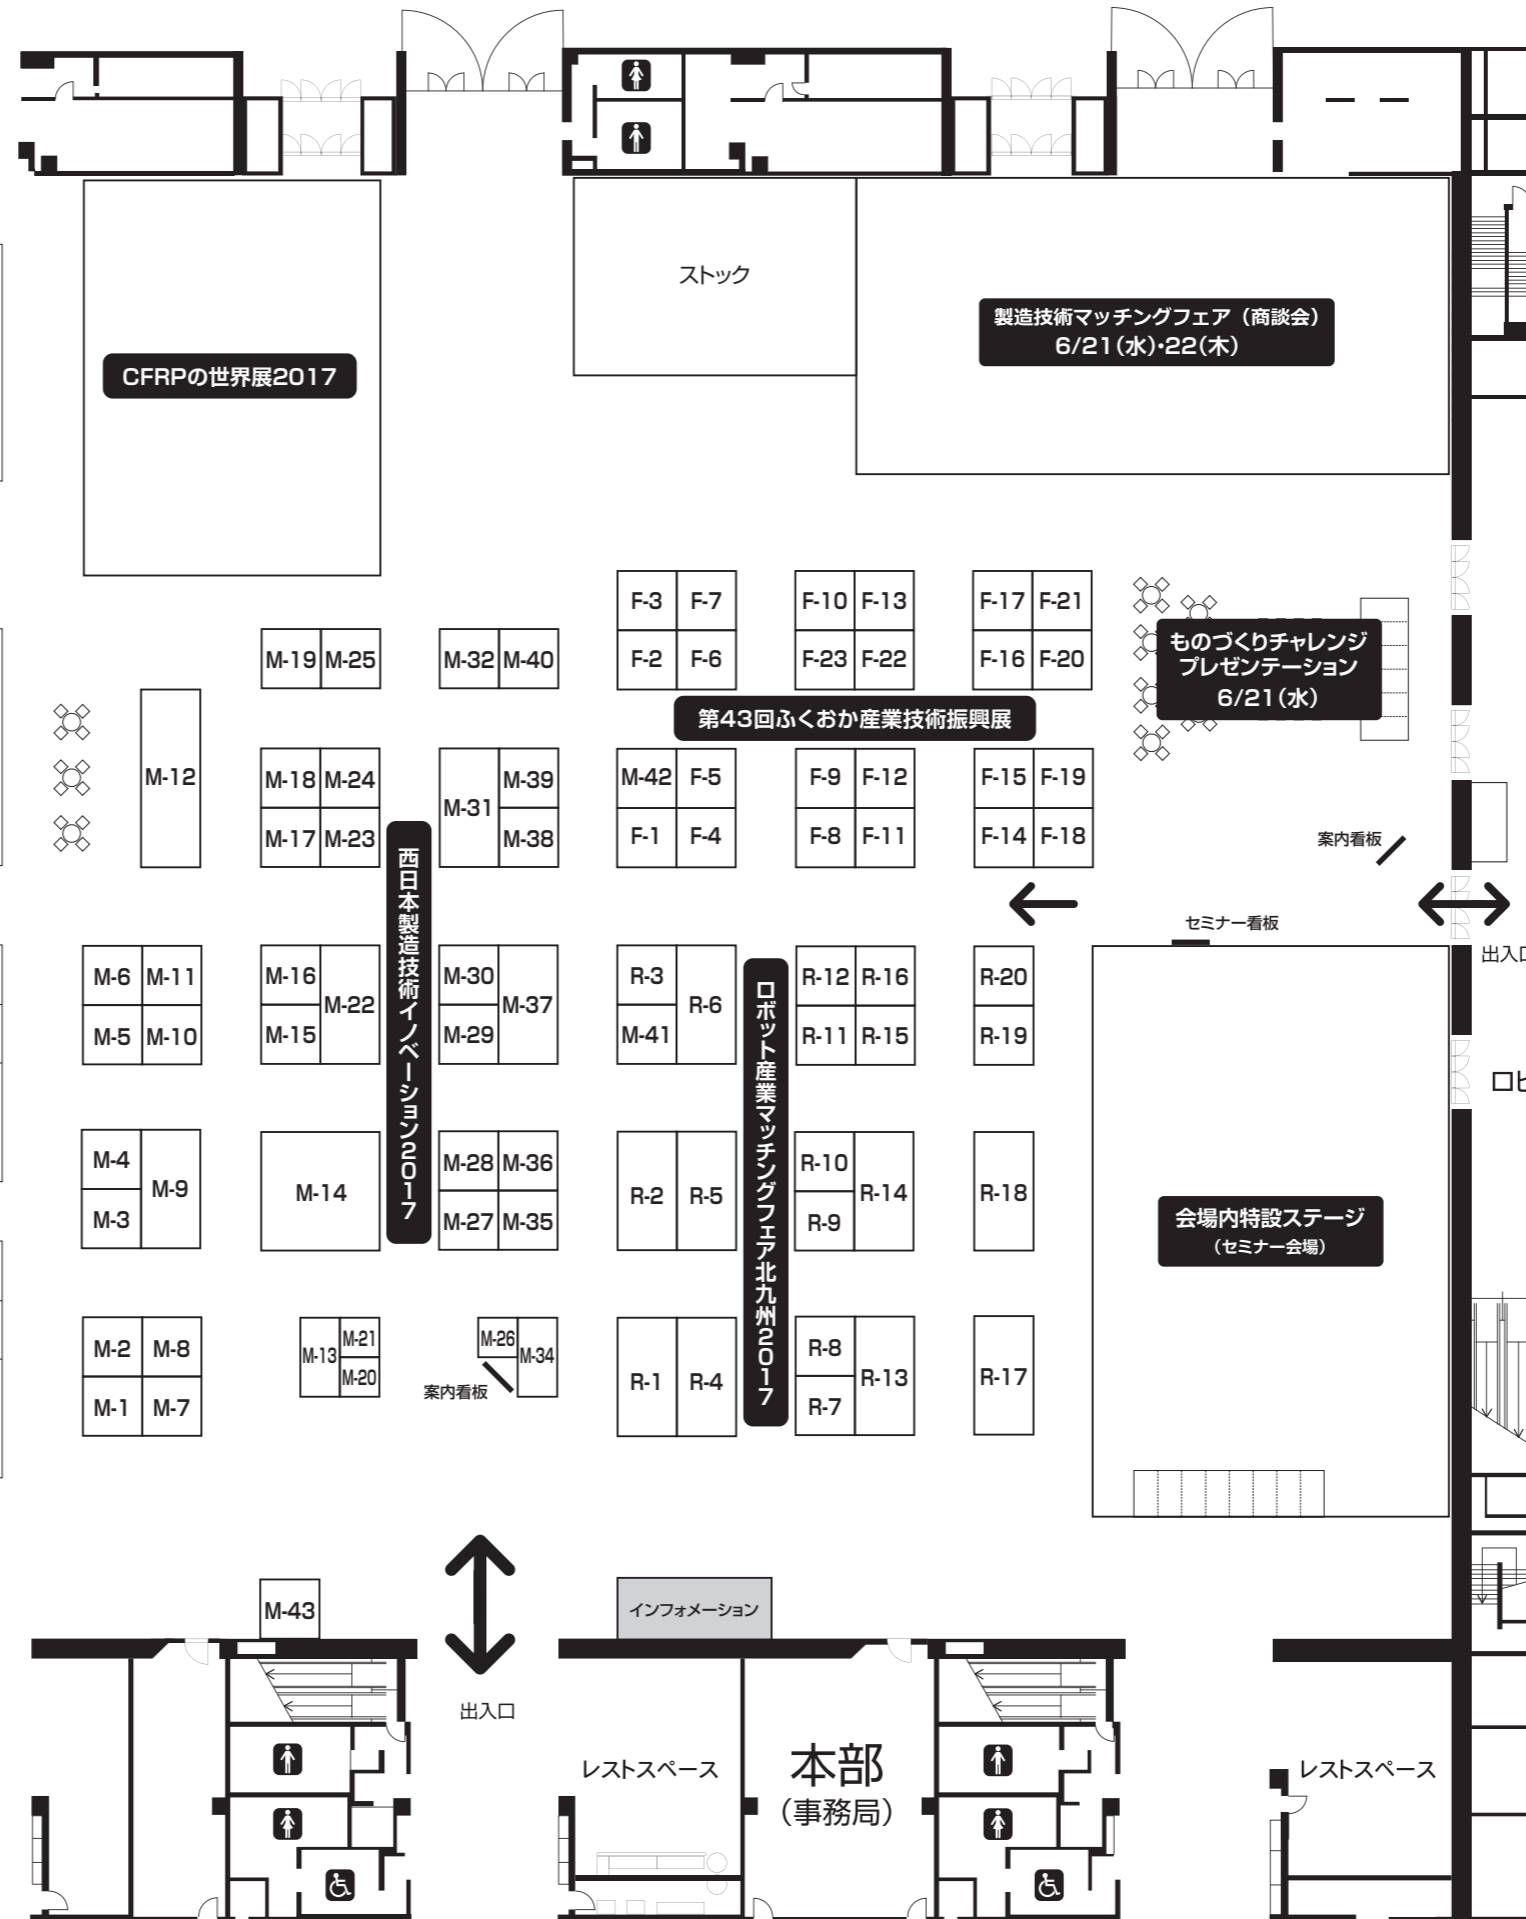 ストック
製造技術マッチングフェア（商談会）
6/21（水）・22（木）
CFRPの世界展2017
F-3
F-7
F-10
F-13
F-17
F-21
M-19
M-25
M-32
M-40
F-2
F-6
F-23
F-22
F-16
F-20
ものづくりチャレンジ
プレゼンテーション
6/21（水）
第43回ふくおか産業技術振興展
M-12
M-18
M-24
M-31
M-39
M-42
F-5
F-9
F-12
F-15
F-19
M-17
M-23
M-38
F-1
F-4
F-8
F-11
F-14
F-18
案内看板
西日本製造技術イノベーション2017
セミナー看板
出入口
M-6
M-11
M-16
M-22
M-30
M-37
R-3
R-6
R-12
R-16
R-20
M-5
M-10
M-15
M-29
M-41
R-11
R-15
R-19
ロボット産業マッチングフェア北九州2017
M-4
M-9
M-14
M-28
M-36
R-2
R-5
R-10
R-14
R-18
M-3
M-27
M-35
R-9
会場内特設ステージ
（セミナー会場）
M-2
M-8
M-13
M-21
M-20
M-26
M-34
R-1
R-4
R-8
R-13
R-17
M-1
M-7
案内看板
R-7
M-43
インフォメーション
出入口
レストスペース
本部
（事務局）
レストスペース